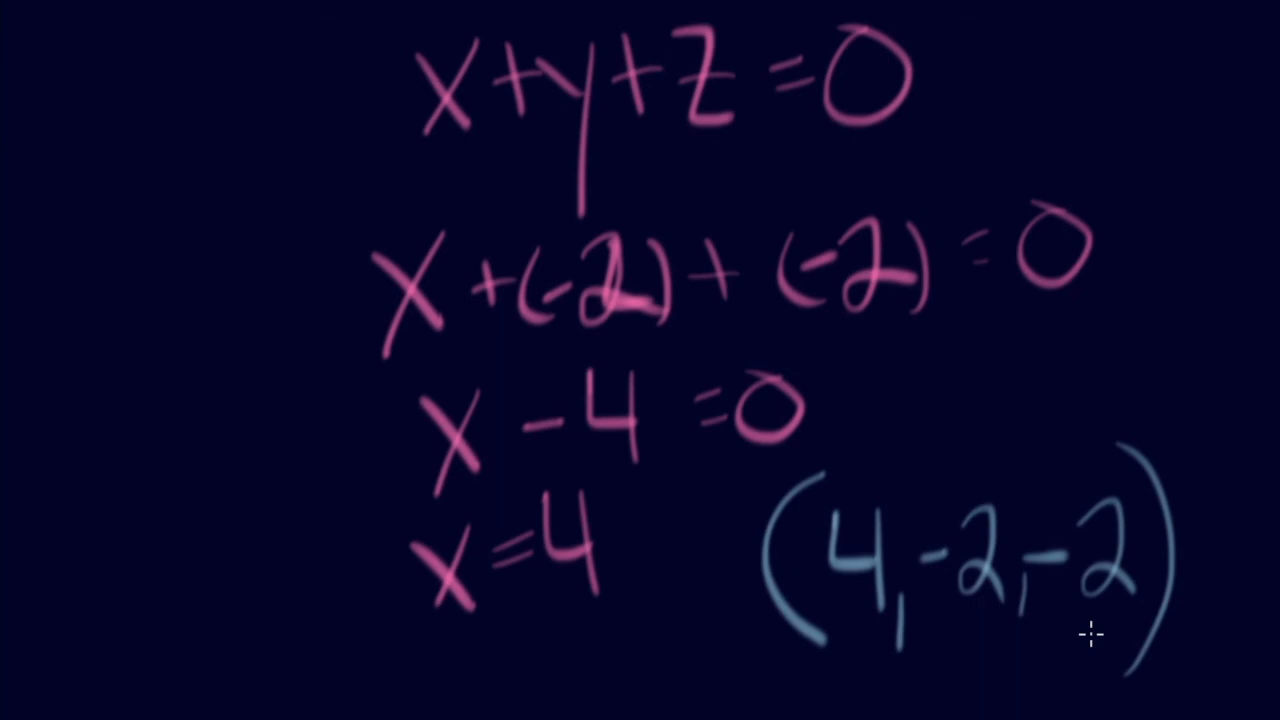 x+y+z=0
x+(-2)+(-2)=0
x-4=0
x=4
(4,-2,-2)